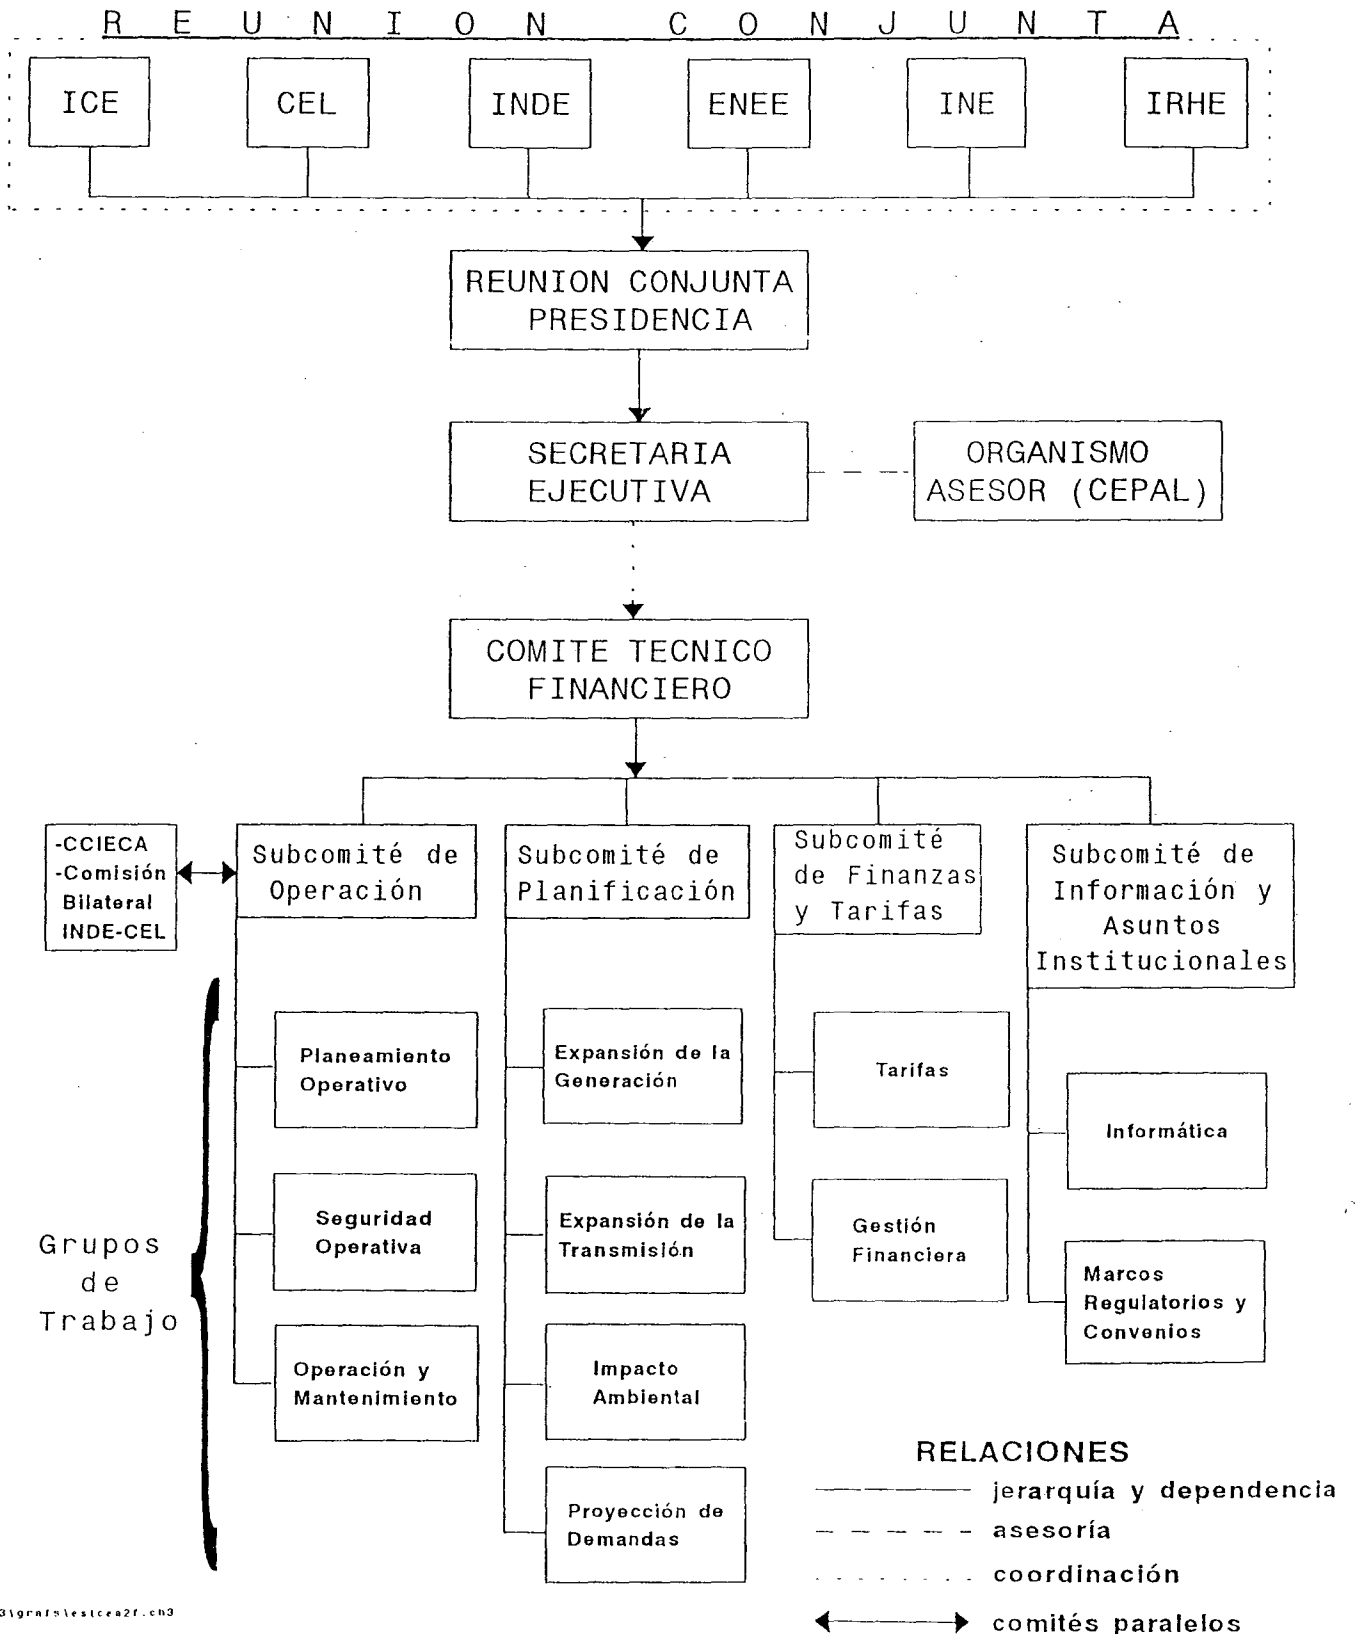 R E U N I O N C O N J U N T A
ICE
CEL
INDE
ENEE
INE
IRHE
REUNION CONJUNTA
PRESIDENCIA
SECRETARIA
EJECUTIVA
ORGANISMO
ASESOR (CEPAL)
COMITE TECNICO
FINANCIERO
-CCIECA
-Comisión
Bilateral
INDE-CEL
Subcomité de
Operación
Subcomité de
Planificación
Subcomité
de Finanzas
y Tarifas
Subcomité de
Información y
Asuntos
Institucionales
Grupos
de
Trabajo
Planeamiento
Operativo
Seguridad
Operativa
Operación y
Mantenimiento
Expansión de la
Generación
Expansión de la
Transmisión
Impacto
Ambiental
Proyección de
Demandas
Tarifas
Gestión
Financiera
Informática
Marcos
Regulatorios y
Convenios
RELACIONES
jerarquía y dependencia
asesoría
coordinación
comités paralelos